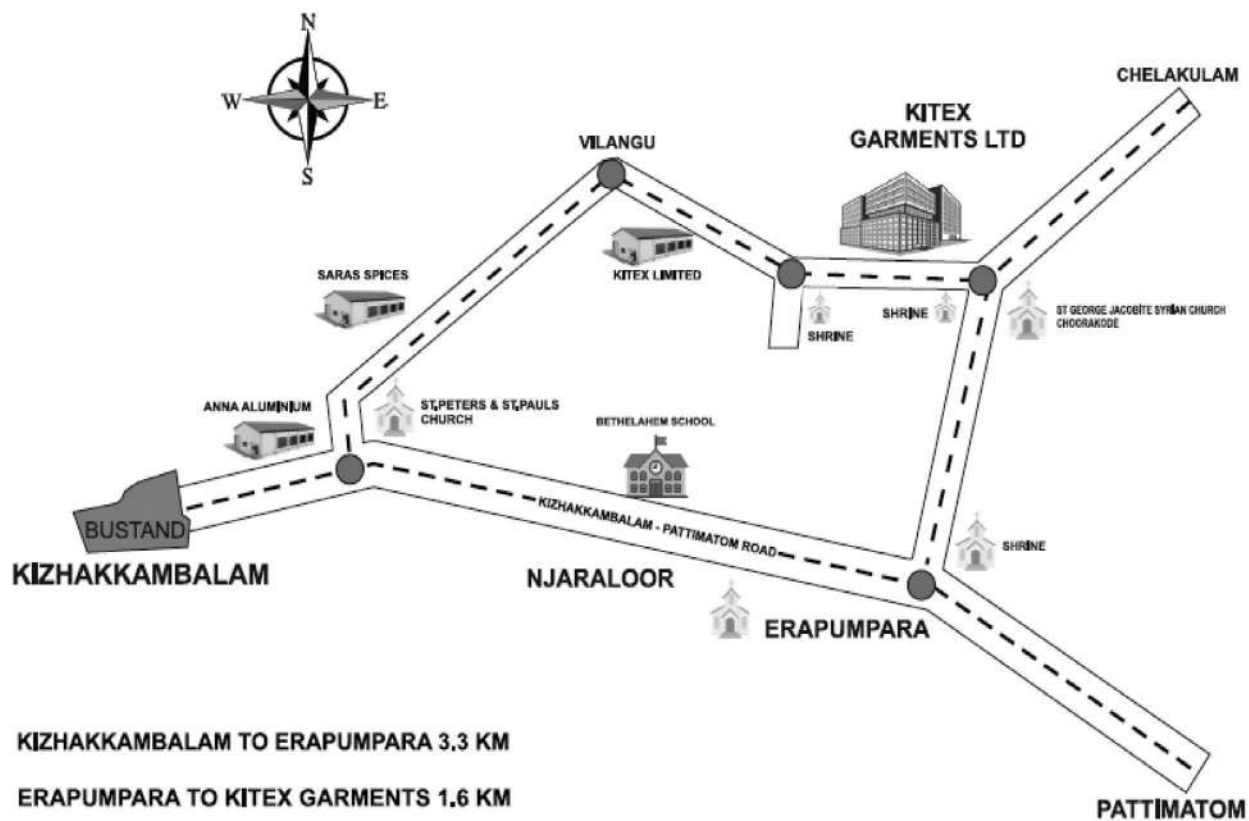 N
W
E
S
CHELAKULAM
KITEX
GARMENTS LTD
VILANGU
SARAS SPICES
KITEX LIMITED
SHRINE
SHRINE
ST GEORGE JACOBITE SYRIAN CHURCH
CHOORAKODE
ANNA ALUMINIUM
ST.PETERS & ST.PAULS
CHURCH
BETHELAHEM SCHOOL
BUSTAND
KIZHAKKAMBALAM - PATTIMATOM ROAD
SHRINE
KIZHAKKAMBALAM
NJARALOOR
ERAPUMPARA
KIZHAKKAMBALAM TO ERAPUMPARA 3.3 KM
ERAPUMPARA TO KITEX GARMENTS 1.6 KM
PATTIMATOM